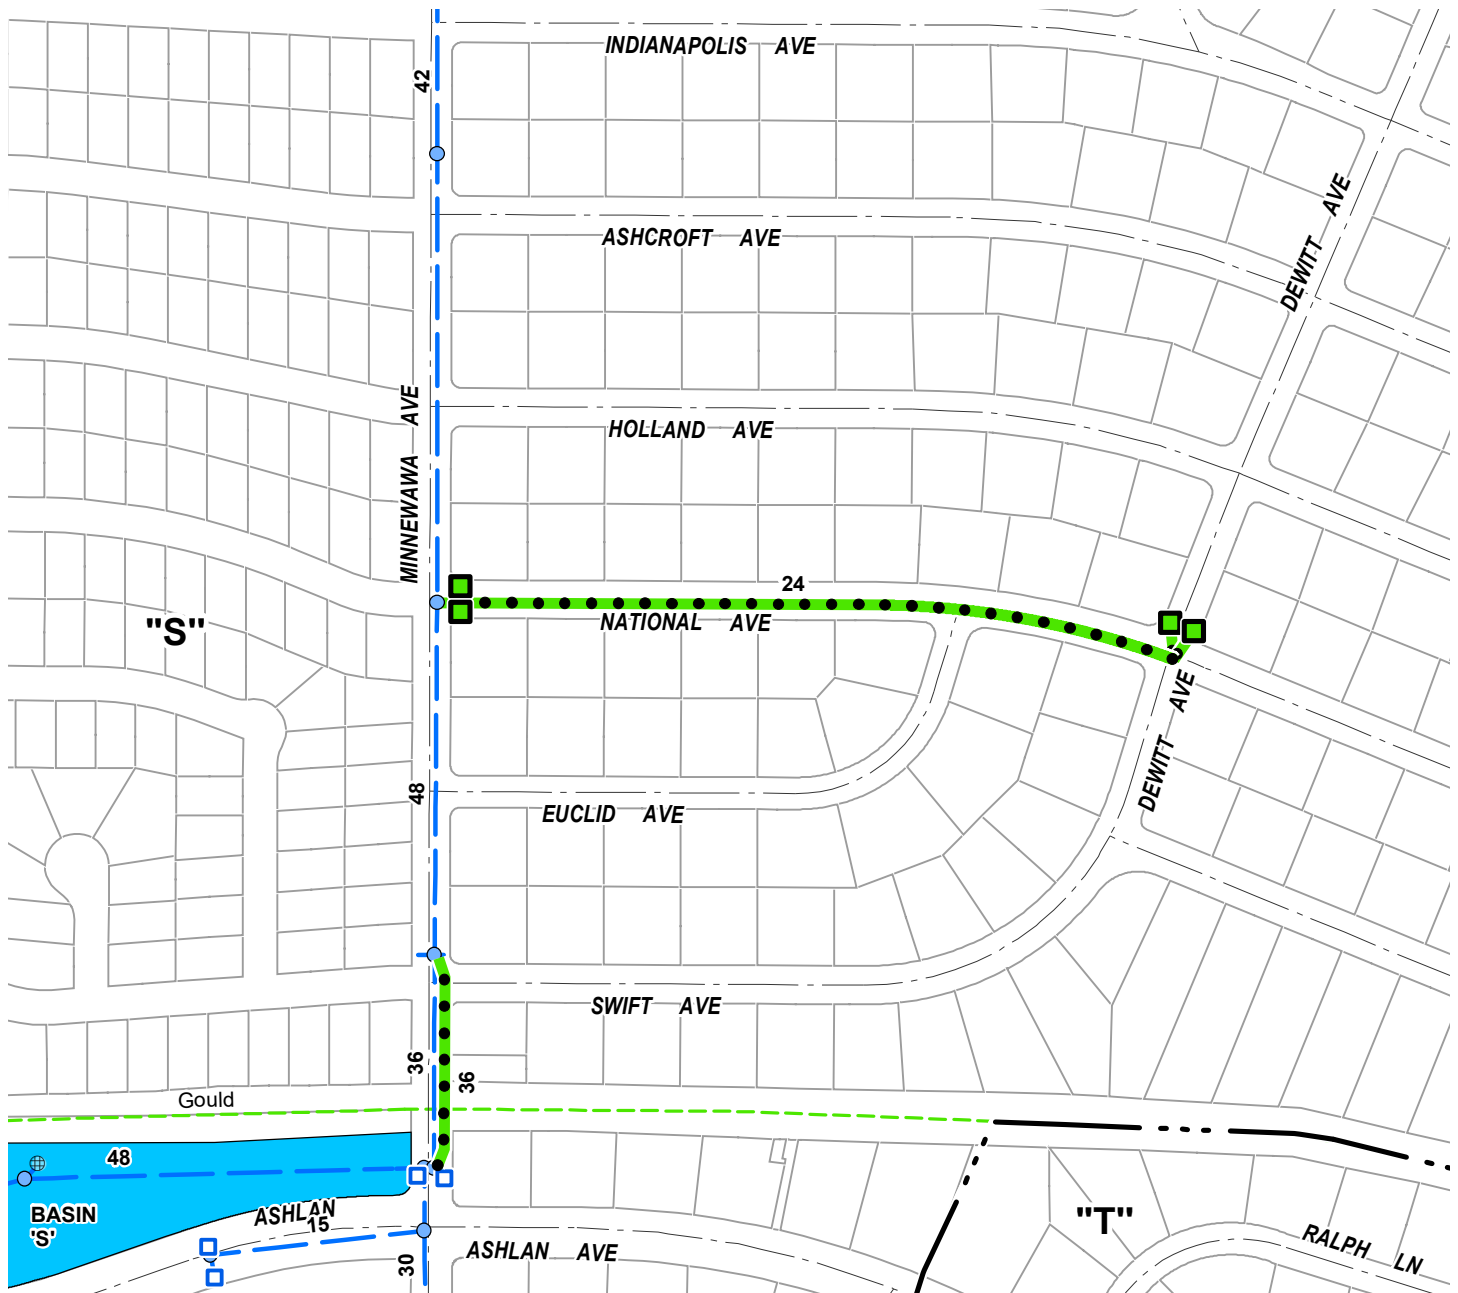 INDIANAPOLIS AVE
42
DEWITT AVE
ASHCROFT AVE
MINNEWAWA AVE
HOLLAND AVE
24
NATIONAL AVE
"S"
DEWITT AVE
48
EUCLID AVE
SWIFT AVE
36
36
Gould
48
BASIN
'S'
ASHLAN
15
"T"
30
ASHLAN AVE
RALPH LN